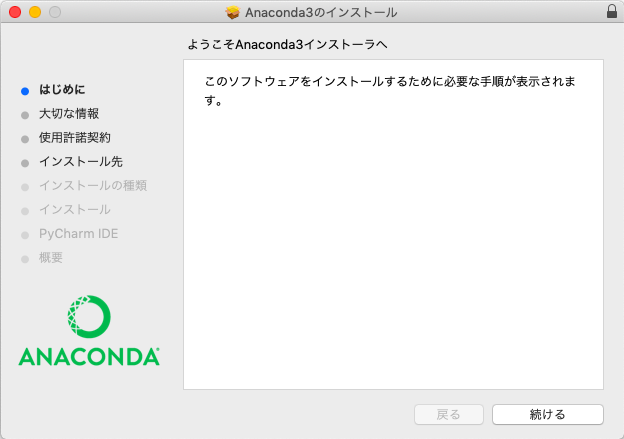 Anaconda3のインストール
ようこそAnaconda3インストーラへ
はじめに
大切な情報
使用許諾契約
インストール先
インストールの種類
インストール
PyCharm IDE
概要
ANACONDA
このソフトウェアをインストールするために必要な手順が表示されま
す。
戻る
続ける